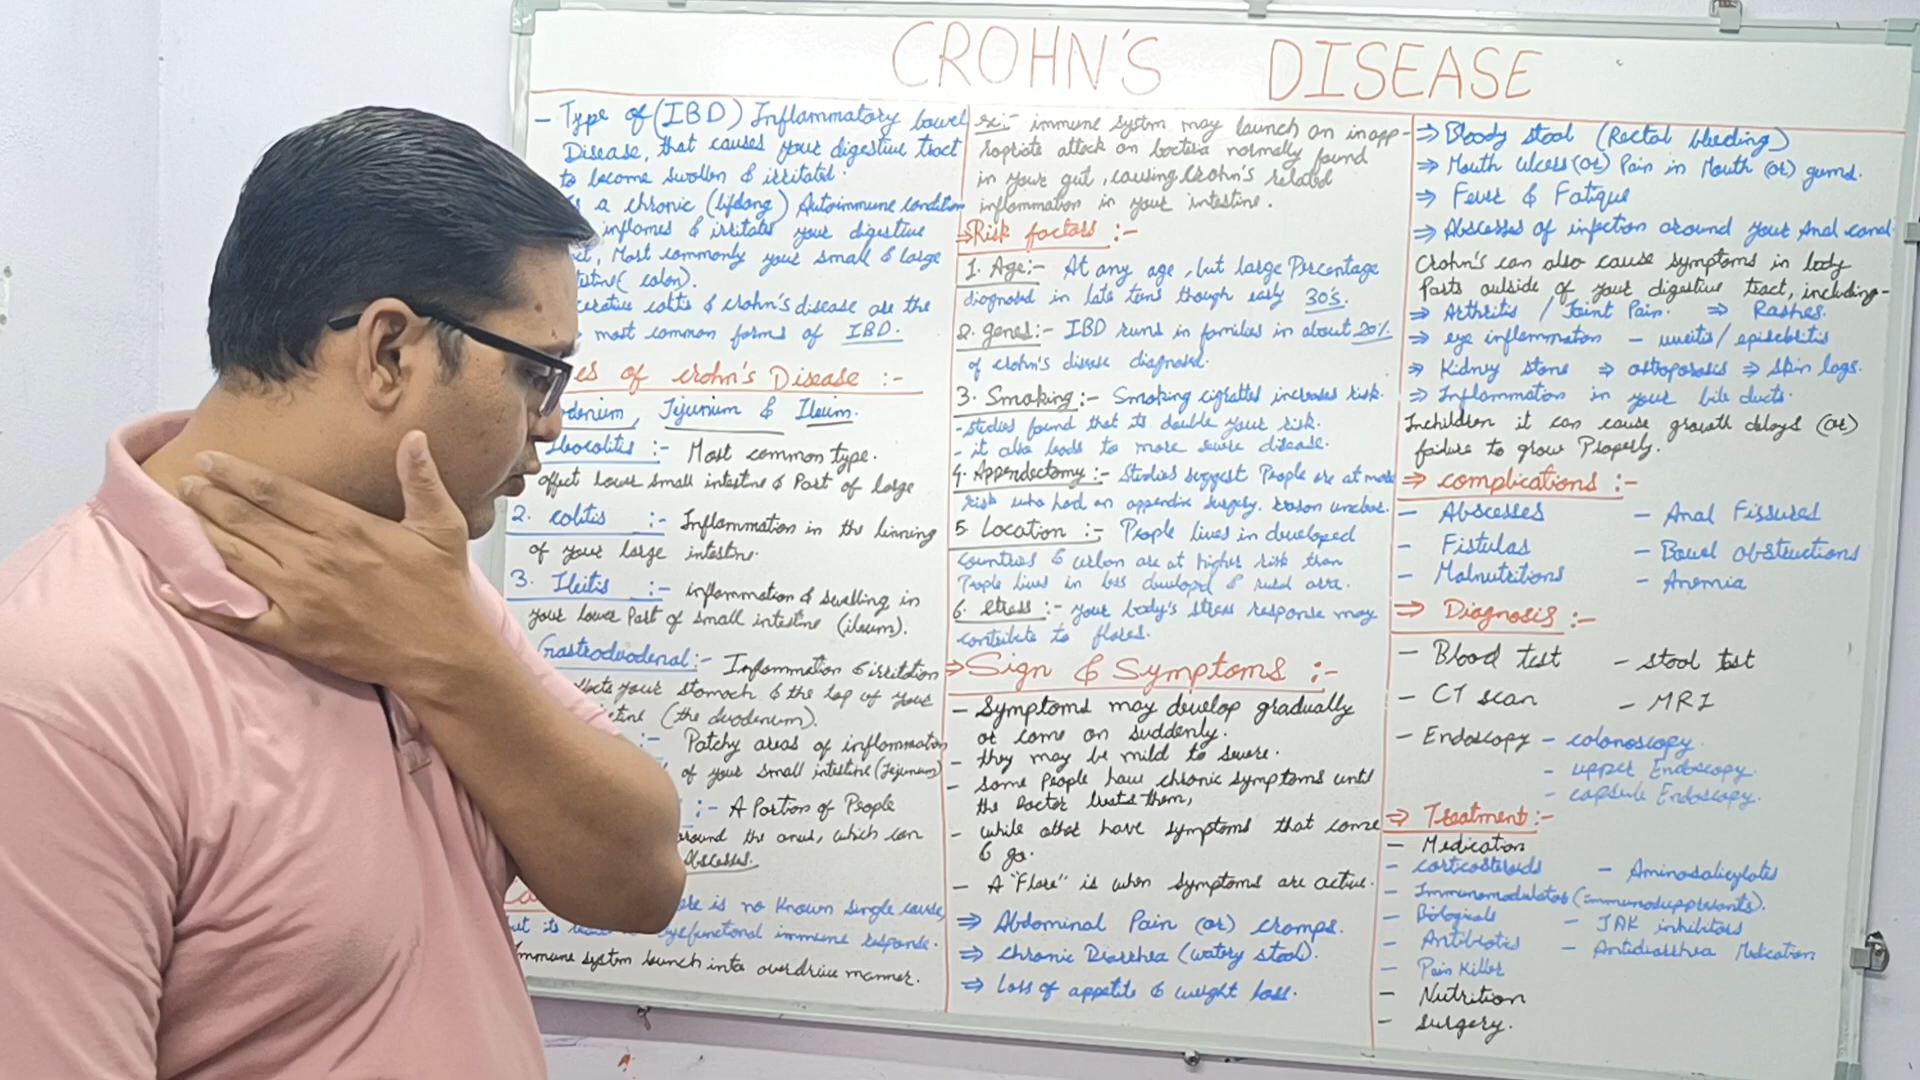 CROHN'S DISEASE
- Type of (IBD) Inflammatory bowel
Disease, that causes your digestive tract
to become swollen & irritated.
a chronic (lifelong) Autoimmune condition
inflames & irritates your digestive
Most commonly your small & large
colon).
colitis & crohn's disease are the
most common forms of IBD.
of crohn's Disease :-
Jejunum & Ileum.
:- Most common type.
affect lower small intestine & Part of large
2. colitis :- Inflammation in the linning
of your large intestine.
3. Ileitis :- inflammation & swelling in
your lower Part of small intestine (ileum).
Gastroduodenal :- Inflammation & irritation
your stomach & the top of your
(the duodenum).
:- Patchy areas of inflammation
of your small intestine (Jejunum)
:- A Portion of People
around the anus, which can
Abscesses.
is no known single cause,
but its dysfunctional immune response.
Immune system launch into overdrive manner.
ex:- immune system may launch an inapp-
ropriate attack on bacteria normally found
in your gut, causing Crohn's related
inflammation in your intestine.
⇒ Risk factors :-
1. Age:- At any age, but large Percentage
diagnosed in late teens though early 30's.
2. genes:- IBD runs in families in about 20%
of crohn's disease diagnosed.
3. Smoking:- Smoking cigrattes increases risk.
- studies found that its double your risk.
- it also leads to more severe disease.
4. Appendectomy:- Studies suggest People are at more
risk who had an appendix surgery. reason unclear.
5 Location :- People lives in developed
countries & urban are at higher risk than
People lives in less developed & rural area.
6. stress :- your body's stress response may
contribute to flares.
⇒ Sign & Symptoms :-
- Symptoms may develop gradually
or come on suddenly.
- they may be mild to severe.
- some People have chronic symptoms until
the Doctor treats them,
- while other have symptoms that come
& go.
- A "Flare" is when symptoms are active.
⇒ Abdominal Pain (or) cramps.
⇒ chronic Diarrhea (watery stool).
⇒ Loss of appetite & weight loss.
⇒ Bloody stool (Rectal bleeding)
⇒ Mouth ulcers (or) Pain in Mouth (or) gums.
⇒ Fever & Fatigue
⇒ Abscesses of infection around your Anal canal
Crohn's can also cause symptoms in body
Parts outside of your digestive tract, including-
⇒ Arthritis / Joint Pain. ⇒ Rashes.
⇒ eye inflammation - uveitis/ episcleritis
⇒ Kidney stone ⇒ osteoporosis ⇒ skin tags.
⇒ Inflammation in your bile ducts.
Inchildren it can cause growth delays (or)
failure to grow Properly.
⇒ complications :-
- Abscesses - Anal Fissures
- Fistulas - Bowel obstructions
- Malnutritions - Anemia
⇒ Diagnosis :-
- Blood test - stool test
- CT scan - MRI
- Endoscopy - colonoscopy.
- upper Endoscopy.
- capsule Endoscopy.
⇒ Treatment :-
- Medication
- corticosteroids - Aminosalicylates
- Immunomodulators (immunosuppressants).
- Biologicals - JAK inhibitors
- Antibiotics - Antidiarrhea Medication
- Pain Killer
- Nutrition
- surgery.